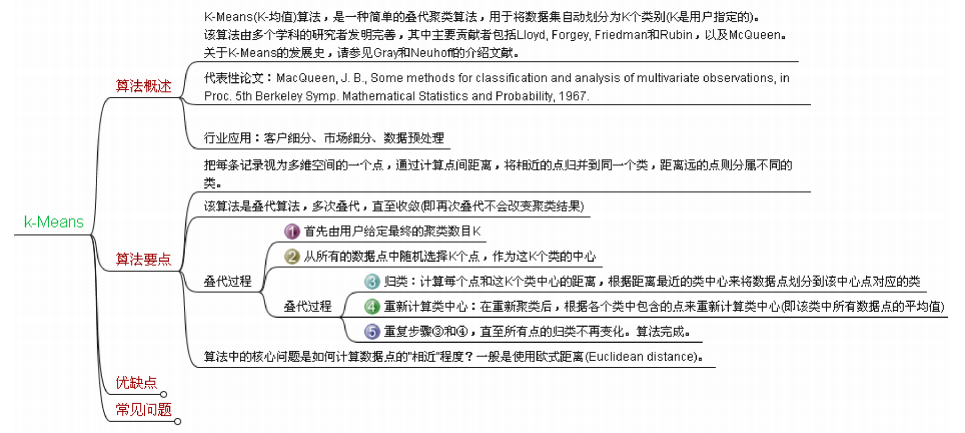 K-Means(K-均值)算法，是一种简单的叠代聚类算法，用于将数据集自动划分为K个类别(K是用户指定的)。
该算法由多个学科的研究者发明完善，其中主要贡献者包括Lloyd, Forgey, Friedman和Rubin，以及McQueen。
关于K-Means的发展史，请参见Gray和Neuhoff的介绍文献。
算法概述
代表性论文：MacQueen, J. B., Some methods for classification and analysis of multivariate observations, in
Proc. 5th Berkeley Symp. Mathematical Statistics and Probability, 1967.
行业应用：客户细分、市场细分、数据预处理
把每条记录视为多维空间的一个点，通过计算点间距离，将相近的点归并到同一个类，距离远的点则分属不同的
类。
该算法是叠代算法，多次叠代，直至收敛(即再次叠代不会改变聚类结果)
k-Means
算法要点
叠代过程
1 首先由用户给定最终的聚类数目K
2 从所有的数据点中随机选择K个点，作为这K个类的中心
叠代过程
3 归类：计算每个点和这K个类中心的距离，根据距离最近的类中心来将数据点划分到该中心点对应的类
4 重新计算类中心：在重新聚类后，根据各个类中包含的点来重新计算类中心(即该类中所有数据点的平均值)
5 重复步骤③和④，直至所有点的归类不再变化。算法完成。
算法中的核心问题是如何计算数据点的"相近"程度？一般是使用欧式距离(Euclidean distance)。
优缺点
常见问题